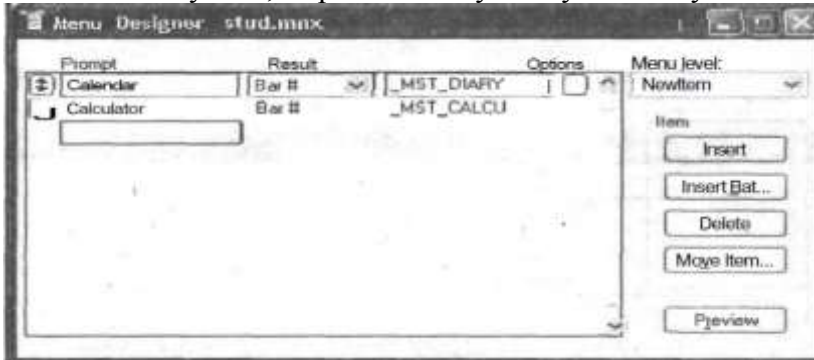 Menu Designer stud.mnx
Prompt Result Options Menu level:
Calendar Bar # _MST_DIARY NewItem
Calculator Bar # _MST_CALCU
Item
Insert
Insert Bat...
Delete
Move Item...
Preview